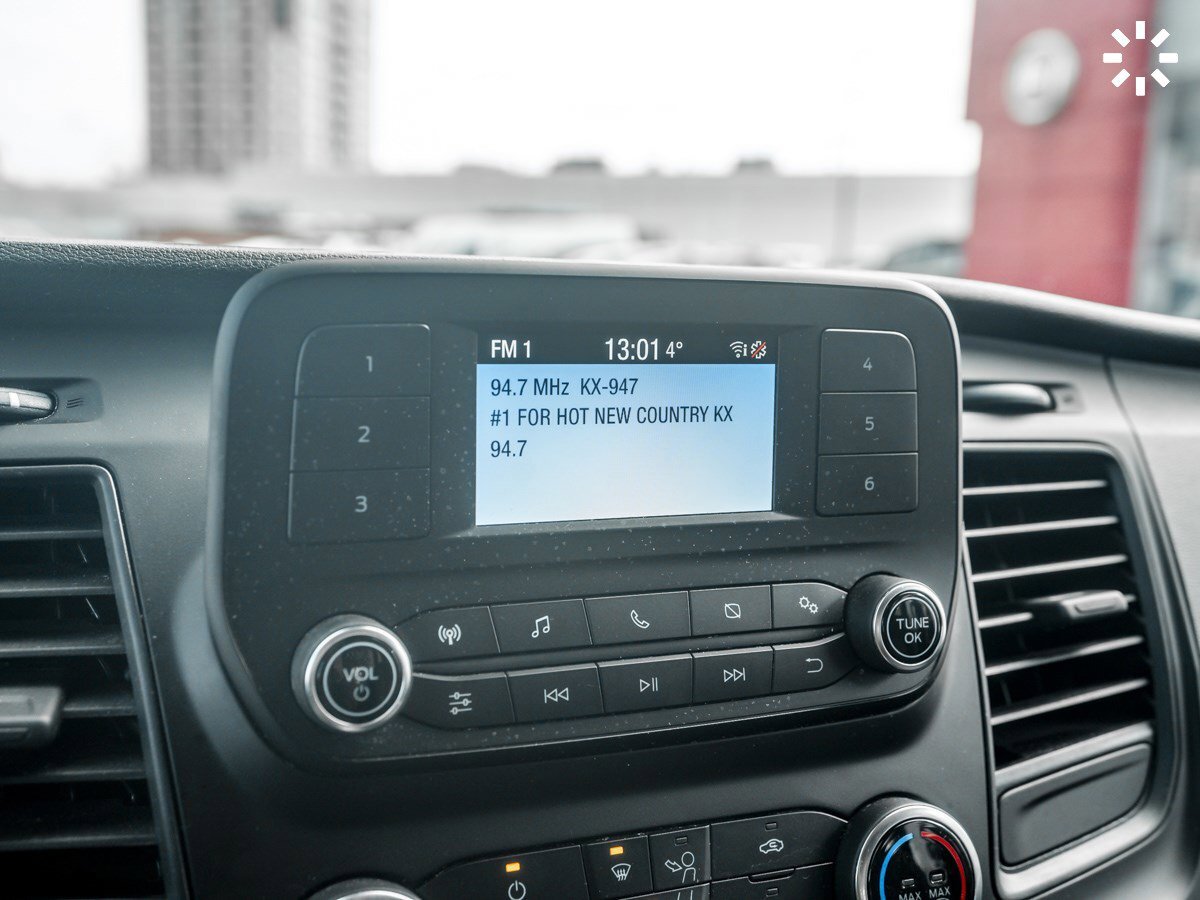 FM 1 13:01 4°
94.7 MHz KX-947
#1 FOR HOT NEW COUNTRY KX
94.7
1
2
3
4
5
6
VOL
TUNE
OK
MAX MAX